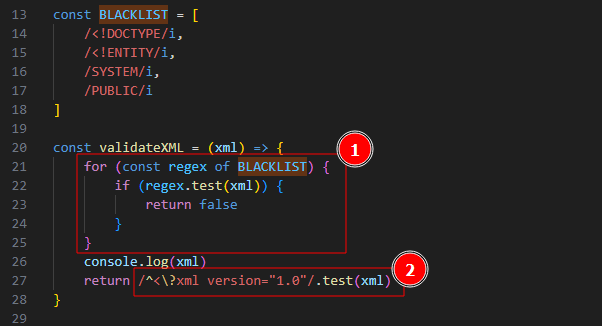 13 const BLACKLIST = [
14 /<!DOCTYPE/i,
15 /<!ENTITY/i,
16 /SYSTEM/i,
17 /PUBLIC/i
18 ]
19
20 const validateXML = (xml) => {
21 for (const regex of BLACKLIST) {
1
22 if (regex.test(xml)) {
23 return false
24 }
25 }
26 console.log(xml)
2
27 return /^<\?xml version="1.0"/.test(xml)
28 }
29